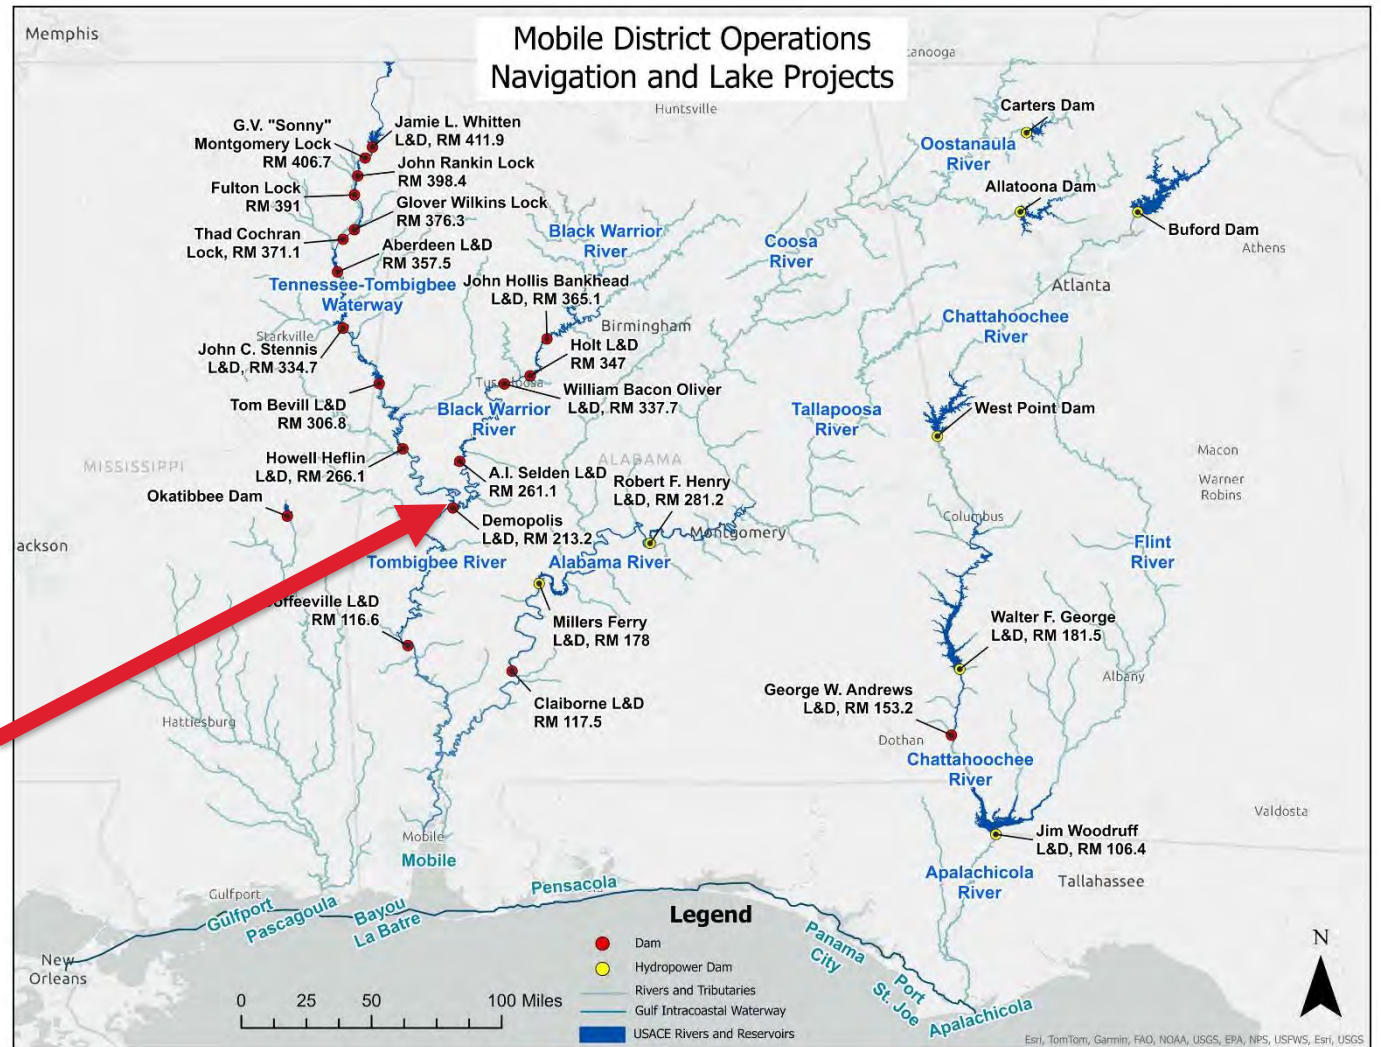 Mobile District Operations
Navigation and Lake Projects
Memphis
Huntsville
G.V. "Sonny"
Montgomery Lock
RM 406.7
Jamie L. Whitten
L&D, RM 411.9
John Rankin Lock
RM 398.4
Fulton Lock
RM 391
Glover Wilkins Lock
RM 376.3
Thad Cochran
Lock, RM 371.1
Aberdeen L&D
RM 357.5
Tennessee-Tombigbee
Waterway
Black Warrior
River
John Hollis Bankhead
L&D, RM 365.1
Birmingham
Holt L&D
RM 347
William Bacon Oliver
L&D, RM 337.7
Starkville
John C. Stennis
L&D, RM 334.7
Tom Bevill L&D
RM 306.8
Black Warrior
River
Howell Heflin
L&D, RM 266.1
A.I. Selden L&D
RM 261.1
MISSISSIPPI
ALABAMA
Okatibbee Dam
Demopolis
L&D, RM 213.2
Robert F. Henry
L&D, RM 281.2
Montgomery
Tombigbee River
Alabama River
RM 116.6
Millers Ferry
L&D, RM 178
Claiborne L&D
RM 117.5
Hattiesburg
Carters Dam
Oostanaula
River
Allatoona Dam
Buford Dam
Athens
Coosa
River
Atlanta
Chattahoochee
River
Tallapoosa
River
West Point Dam
Macon
Warner
Robins
Columbus
Flint
River
Walter F. George
L&D, RM 181.5
Albany
George W. Andrews
L&D, RM 153.2
Dothan
Chattahoochee
River
Jim Woodruff
L&D, RM 106.4
Valdosta
Apalachicola
River
Tallahassee
Mobile
Mobile
Gulfport
Gulfport
Pascagoula
Bayou
La Batre
Pensacola
Panama
City
Port
St. Joe
Apalachicola
New
Orleans
Legend
Dam
Hydropower Dam
Rivers and Tributaries
Gulf Intracoastal Waterway
USACE Rivers and Reservoirs
0 25 50 100 Miles
N
Esri, TomTom, Garmin, FAO, NOAA, USGS, EPA, NPS, USFWS, Esri, USGS